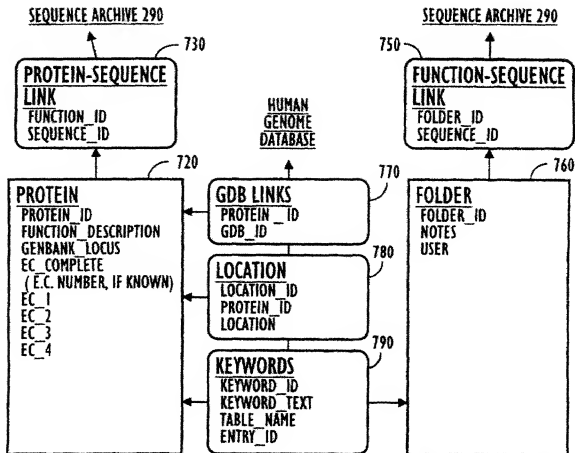 SEQUENCE ARCHIVE 290
730
PROTEIN-SEQUENCE
LINK
FUNCTION_ID
SEQUENCE_ID
SEQUENCE ARCHIVE 290
750
FUNCTION-SEQUENCE
LINK
FOLDER_ID
SEQUENCE_ID
HUMAN
GENOME
DATABASE
720
PROTEIN
PROTEIN_ID
FUNCTION_DESCRIPTION
GENBANK_LOCUS
EC_COMPLETE
(E.C. NUMBER, IF KNOWN)
EC_1
EC_2
EC_3
EC_4
770
GDB LINKS
PROTEIN_ID
GDB_ID
780
LOCATION
LOCATION_ID
PROTEIN_ID
LOCATION
790
KEYWORDS
KEYWORD_ID
KEYWORD_TEXT
TABLE_NAME
ENTRY_ID
760
FOLDER
FOLDER_ID
NOTES
USER